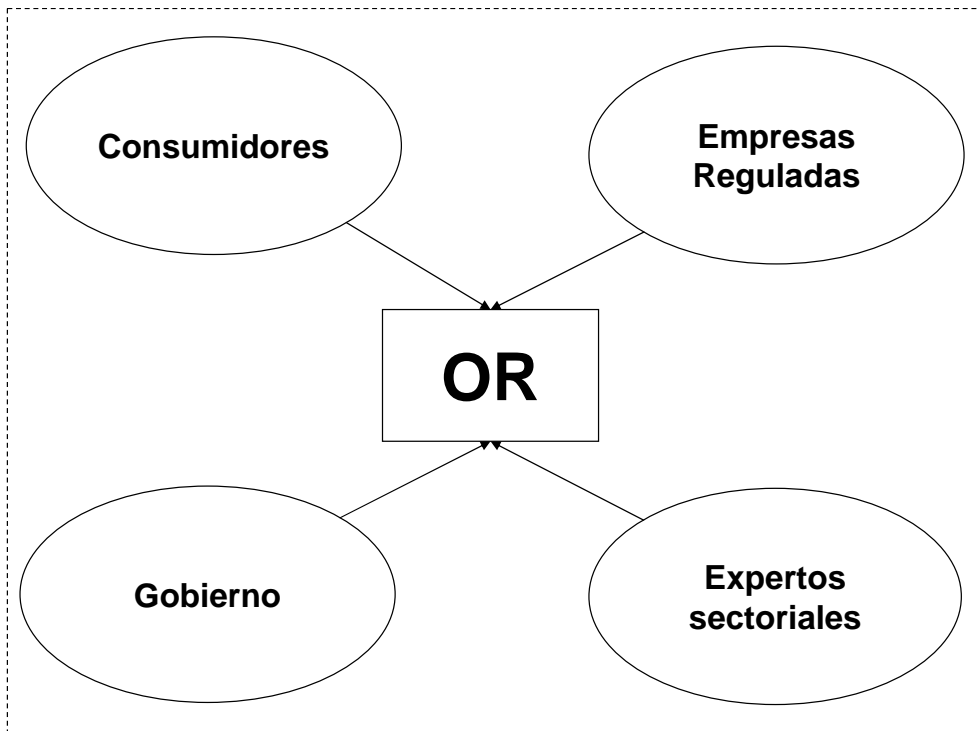 Consumidores
Empresas
Reguladas
OR
Gobierno
Expertos
sectoriales